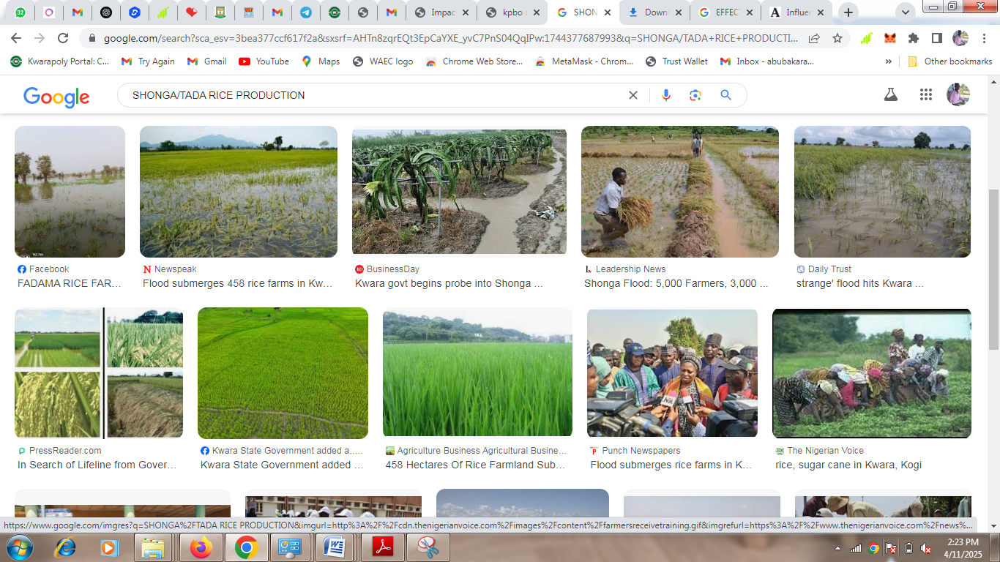 32
Impac
kpbo r
SHON
Downl
EFFEC
Influer
google.com/search?sca_esv=3bea377ccf617f2a&sxsrf=AHTn8zqrEQt3EpCaYXE_yvC7PnS04QqIPw:1744377687993&q=SHONGA/TADA+RICE+PRODUCTI...
Kwarapoly Portal: C...
Try Again
Gmail
YouTube
Maps
WAEC logo
Chrome Web Store...
MetaMask - Chrom...
Trust Wallet
Inbox - abubakara...
»
Other bookmarks
Google
SHONGA/TADA RICE PRODUCTION
Facebook
FADAMA RICE FAR...
Newspeak
Flood submerges 458 rice farms in Kw...
BusinessDay
Kwara govt begins probe into Shonga ...
Leadership News
Shonga Flood: 5,000 Farmers, 3,000 ...
Daily Trust
strange' flood hits Kwara ...
PressReader.com
In Search of Lifeline from Gover...
Kwara State Government added a...
Kwara State Government added ...
Agriculture Business Agricultural Busine...
458 Hectares Of Rice Farmland Sub...
Punch Newspapers
Flood submerges rice farms in K...
The Nigerian Voice
rice, sugar cane in Kwara, Kogi
https://www.google.com/imgres?q=SHONGA%2FTADA RICE PRODUCTION&imgurl=http%3A%2F%2Fcdn.thenigerianvoice.com%2Fimages%2Fcontent%2Ffarmersreceivetraining.gif&imgrefurl=https%3A%2F%2Fwww.thenigerianvoice.com%2Fnews%...
2:23 PM
4/11/2025